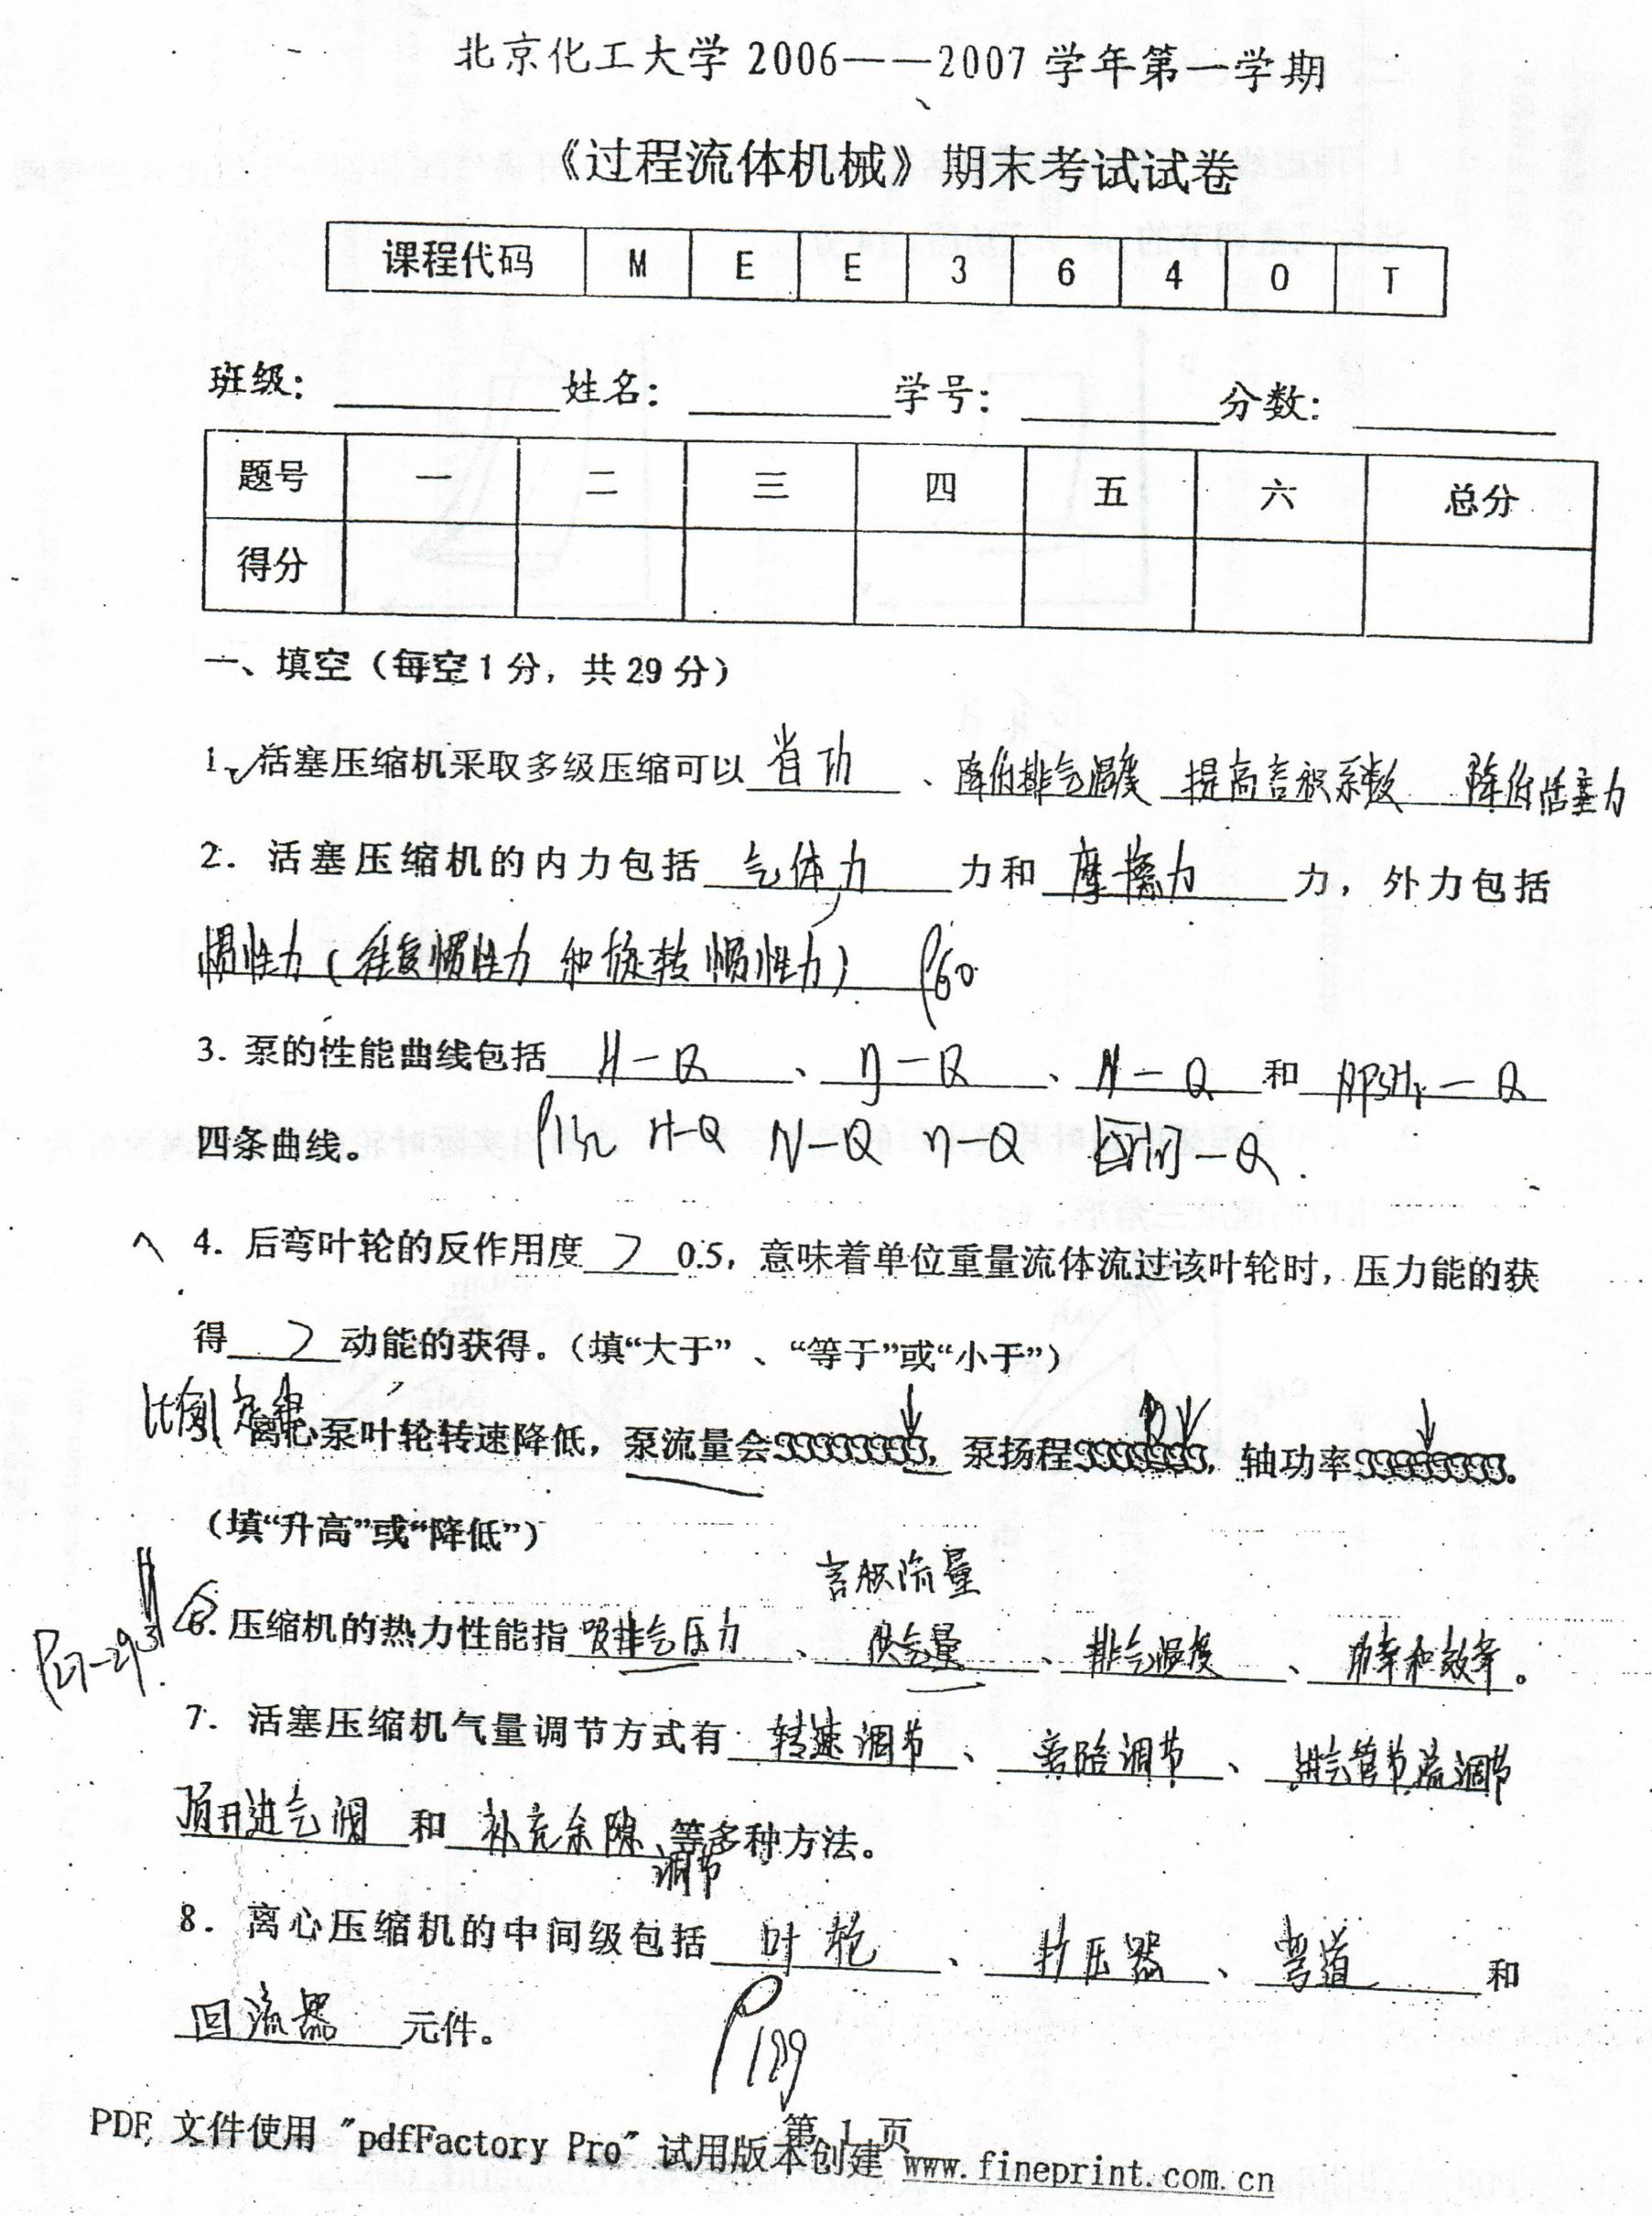 北京化工大学 2006——2007 学年第一学期
《过程流体机械》期末考试试卷
课程代码 M E E 3 6 4 0 T
班级: 姓名: 学号: 分数:
题号 一 二 三 四 五 六 总分
得分
一、填空（每空 1 分，共 29 分）
1、活塞压缩机采取多级压缩可以 省功 、降低排气温度 提高容积系数 降低活塞力
2. 活塞压缩机的内力包括 气体力 力和 摩擦力 力，外力包括
惯性力（往复惯性力 和旋转惯性力） P60
3. 泵的性能曲线包括 H－Q 、 η－Q 、 N－Q 和 NPSHr－Q
四条曲线。 H-Q N-Q η-Q －Q.
4. 后弯叶轮的反作用度 > 0.5，意味着单位重量流体流过该叶轮时，压力能的获
得 > 动能的获得。（填“大于” 、“等于”或“小于”）
比例定律
离心泵叶轮转速降低，泵流量会 ↓，泵扬程 ↓，轴功率 ↓。
（填“升高”或“降低”）
容积流量
P27-29 6. 压缩机的热力性能指 吸排气压力 、 供气量 、 排气温度 、 功率和效率。
7. 活塞压缩机气量调节方式有 转速调节 、 旁路调节 、 进气管节流调节
顶开进气阀 和 补充余隙调节 等多种方法。
8. 离心压缩机的中间级包括 叶轮 、 扩压器 、 弯道 和
回流器 元件。
P199
第 1 页
PDF 文件使用 "pdfFactory Pro" 试用版本创建 www.fineprint.com.cn